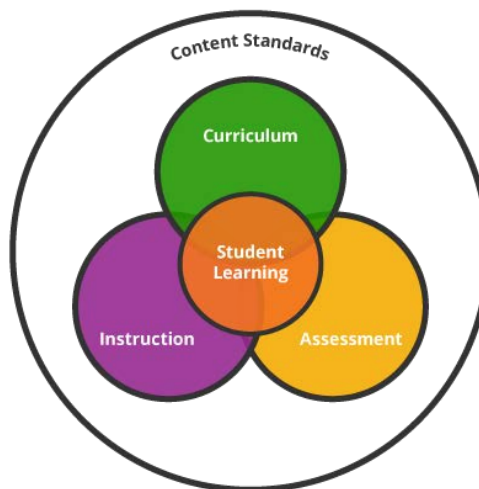 Content Standards
Curriculum
Student
Learning
Instruction
Assessment